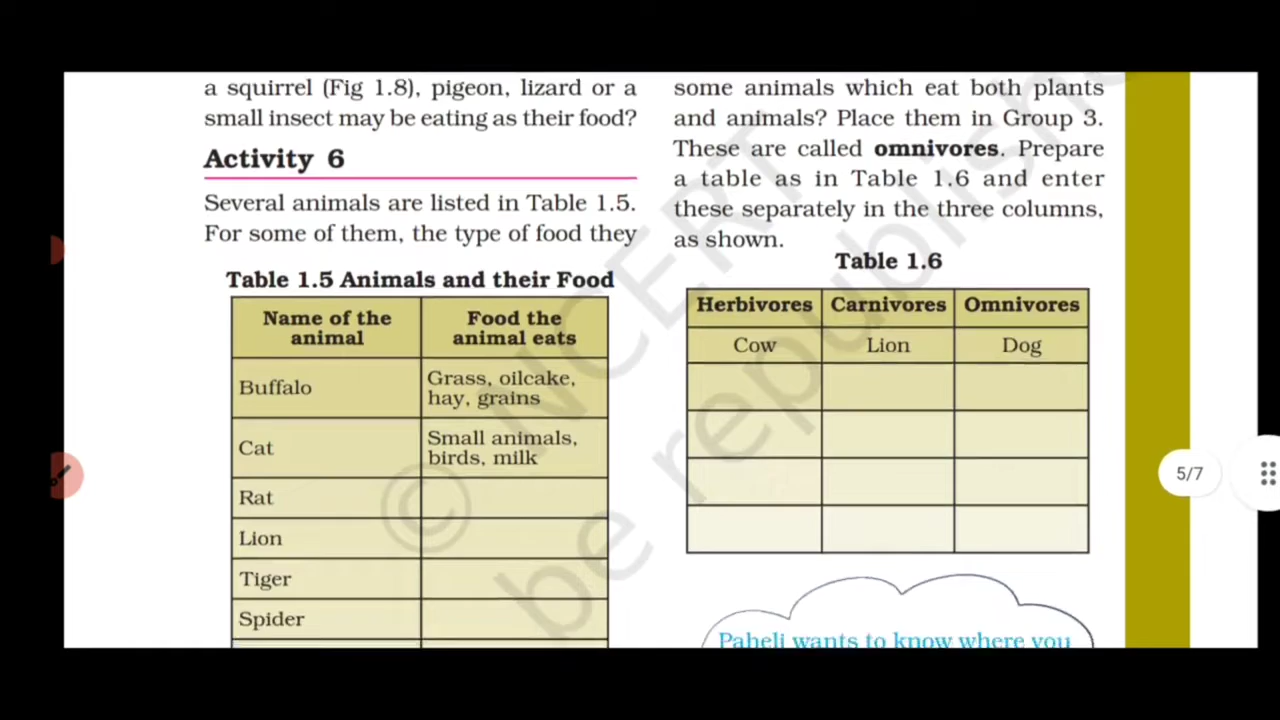 a squirrel (Fig 1.8), pigeon, lizard or a
small insect may be eating as their food?
Activity 6
Several animals are listed in Table 1.5.
For some of them, the type of food they
Table 1.5 Animals and their Food
Name of the animal | Food the animal eats
Buffalo | Grass, oilcake, hay, grains
Cat | Small animals, birds, milk
Rat
Lion
Tiger
Spider
some animals which eat both plants
and animals? Place them in Group 3.
These are called omnivores. Prepare
a table as in Table 1.6 and enter
these separately in the three columns,
as shown.
Table 1.6
Herbivores | Carnivores | Omnivores
Cow | Lion | Dog
Paheli wants to know where you
5/7
© NCERT
be republishe